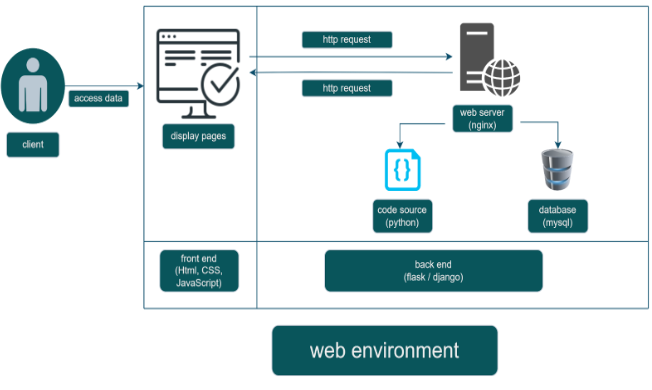 http request
http request
access data
client
display pages
web server
(nginx)
code source
(python)
database
(mysql)
front end
(Html, CSS,
JavaScript)
back end
(flask / django)
web environment